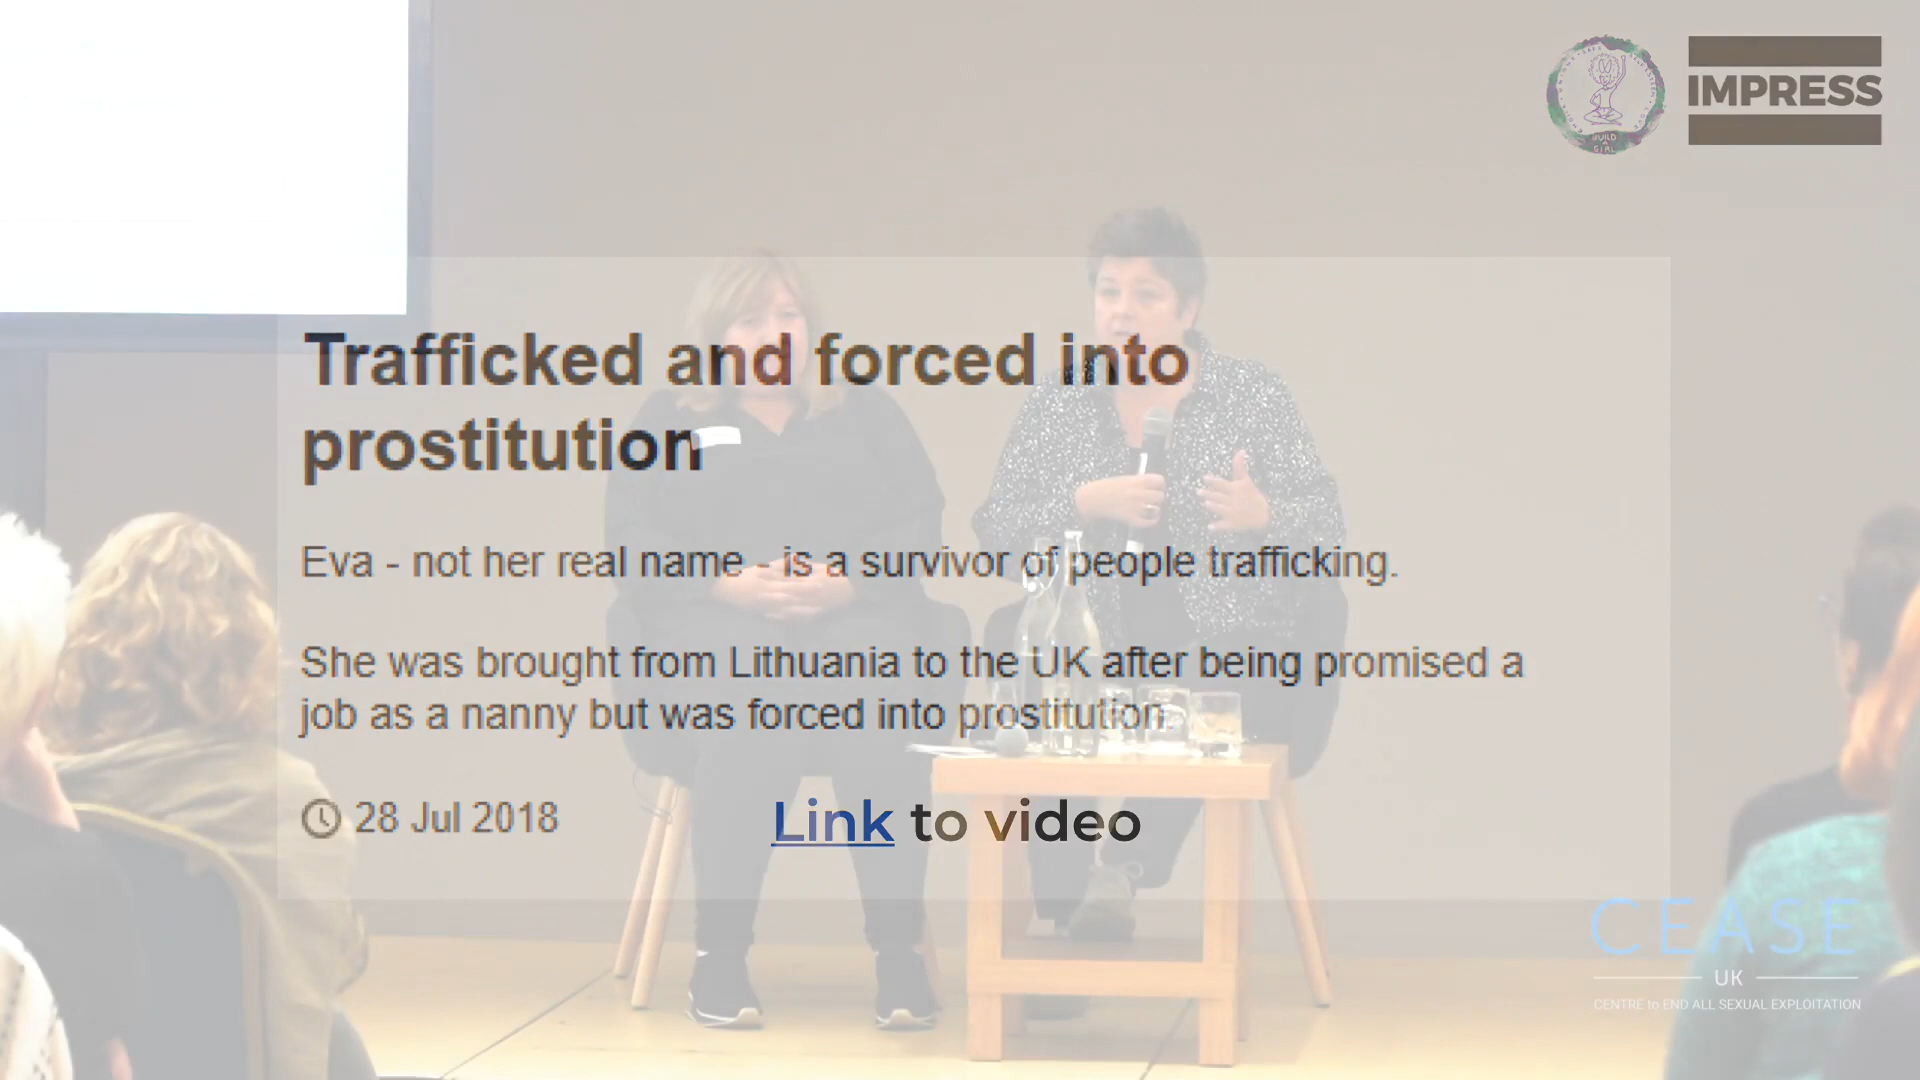 IMPRESS
BUILD
A
GIRL
Trafficked and forced into
prostitution
Eva - not her real name - is a survivor of people trafficking.
She was brought from Lithuania to the UK after being promised a
job as a nanny but was forced into prostitution.
28 Jul 2018
Link to video
CEASE
UK
CENTRE to END ALL SEXUAL EXPLOITATION